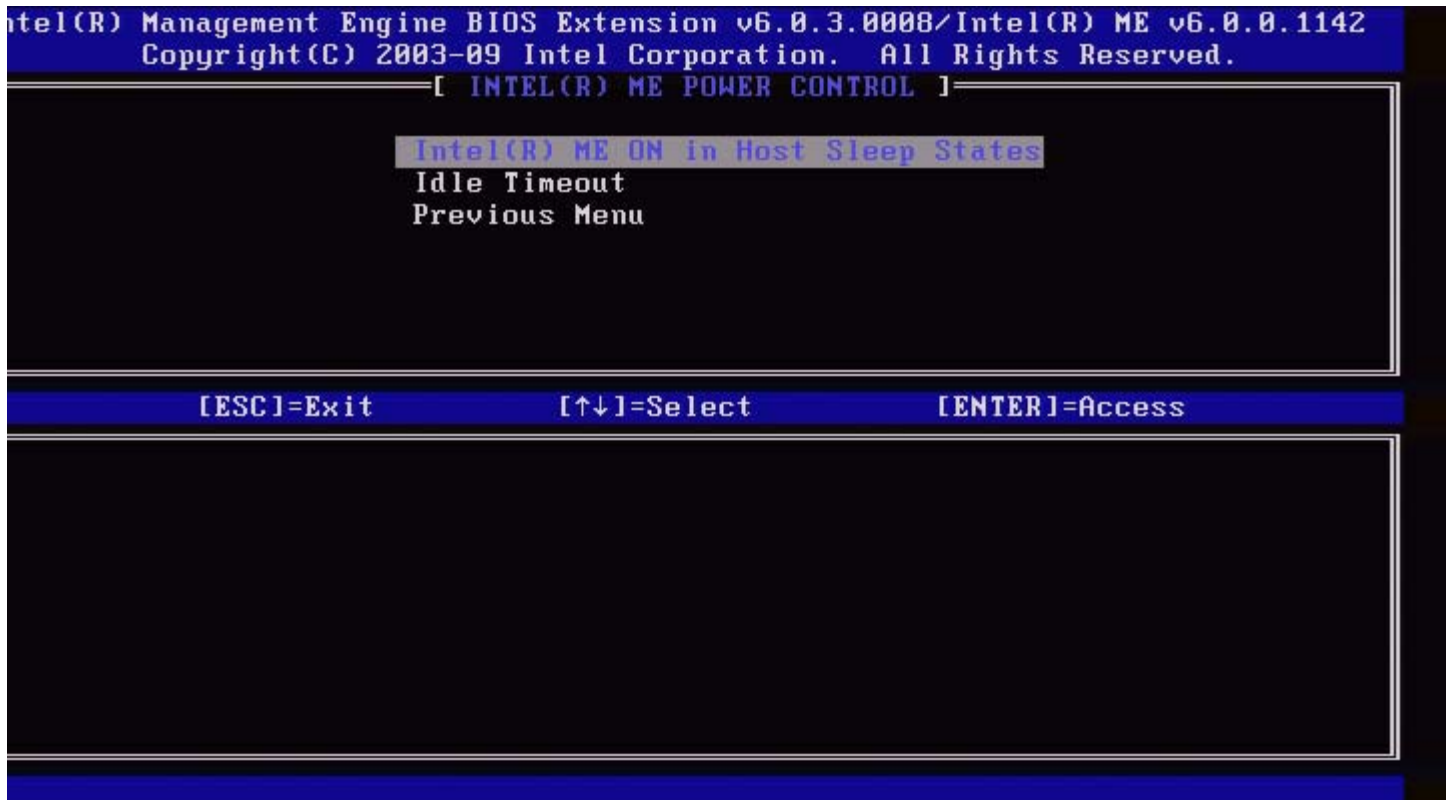 ntel(R) Management Engine BIOS Extension v6.0.3.0008/Intel(R) ME v6.0.0.1142
Copyright(C) 2003-09 Intel Corporation. All Rights Reserved.
[ INTEL(R) ME POWER CONTROL ]
Intel(R) ME ON in Host Sleep States
Idle Timeout
Previous Menu
[ESC]=Exit [↑↓]=Select [ENTER]=Access